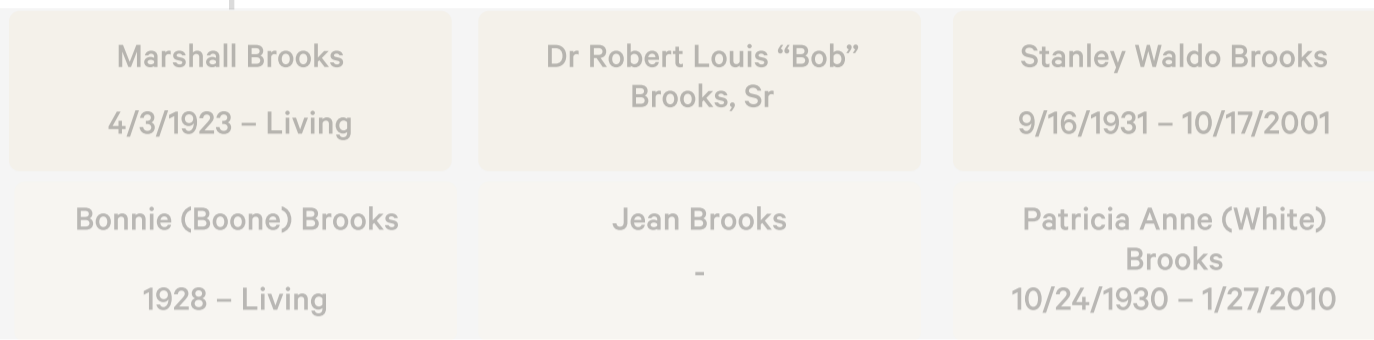 Marshall Brooks
4/3/1923 – Living
Bonnie (Boone) Brooks
1928 – Living
Dr Robert Louis “Bob”
Brooks, Sr
Jean Brooks
-
Stanley Waldo Brooks
9/16/1931 – 10/17/2001
Patricia Anne (White)
Brooks
10/24/1930 – 1/27/2010